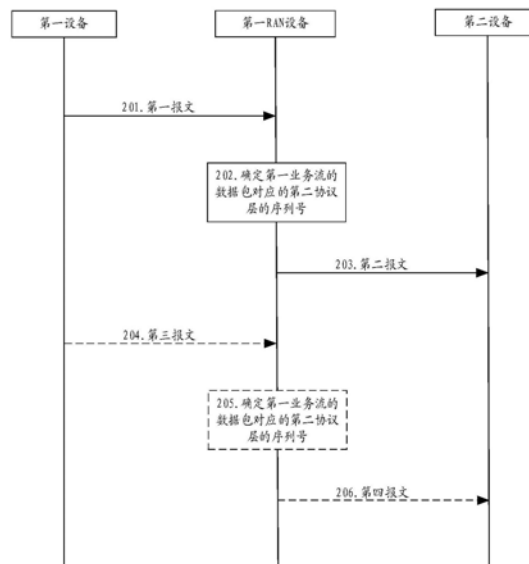 第一设备
第一RAN设备
第二设备
201.第一报文
202.确定第一业务流的
数据包对应的第二协议
层的序列号
203.第二报文
204.第三报文
205.确定第一业务流的
数据包对应的第二协议
层的序列号
206.第四报文